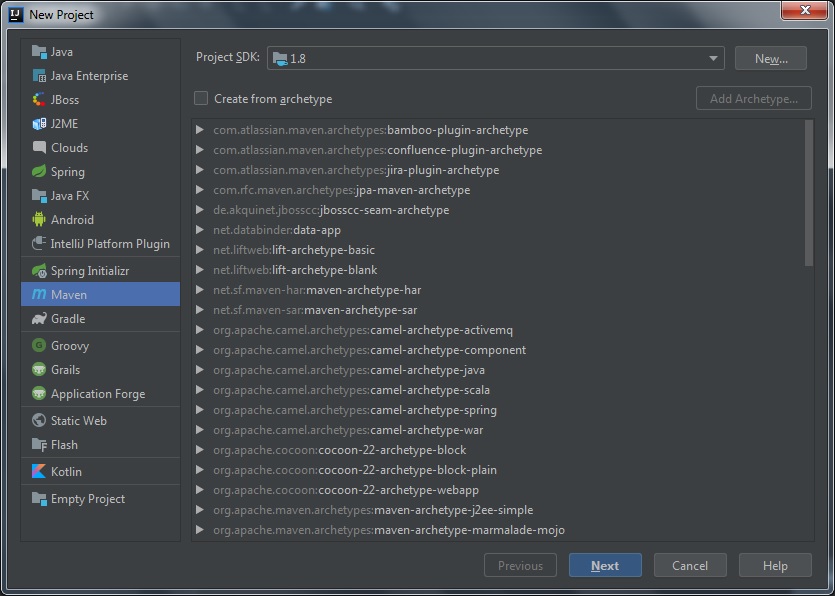 IJ New Project
Java
Java Enterprise
JBoss
J2ME
Clouds
Spring
Java FX
Android
IntelliJ Platform Plugin
Spring Initializr
m Maven
Gradle
G Groovy
Grails
Application Forge
Static Web
Flash
Kotlin
Empty Project
Project SDK: 1.8 New...
Create from archetype Add Archetype...
com.atlassian.maven.archetypes:bamboo-plugin-archetype
com.atlassian.maven.archetypes:confluence-plugin-archetype
com.atlassian.maven.archetypes:jira-plugin-archetype
com.rfc.maven.archetypes:jpa-maven-archetype
de.akquinet.jbosscc:jbosscc-seam-archetype
net.databinder:data-app
net.liftweb:lift-archetype-basic
net.liftweb:lift-archetype-blank
net.sf.maven-har:maven-archetype-har
net.sf.maven-sar:maven-archetype-sar
org.apache.camel.archetypes:camel-archetype-activemq
org.apache.camel.archetypes:camel-archetype-component
org.apache.camel.archetypes:camel-archetype-java
org.apache.camel.archetypes:camel-archetype-scala
org.apache.camel.archetypes:camel-archetype-spring
org.apache.camel.archetypes:camel-archetype-war
org.apache.cocoon:cocoon-22-archetype-block
org.apache.cocoon:cocoon-22-archetype-block-plain
org.apache.cocoon:cocoon-22-archetype-webapp
org.apache.maven.archetypes:maven-archetype-j2ee-simple
org.apache.maven.archetypes:maven-archetype-marmalade-mojo
Previous Next Cancel Help